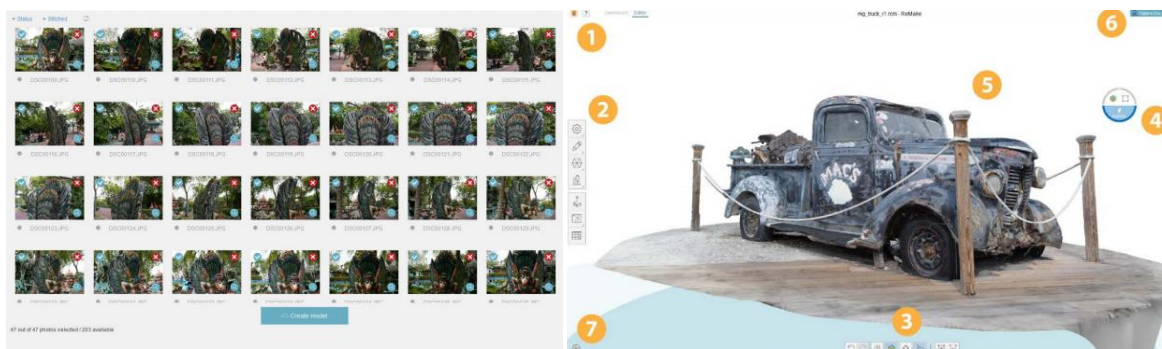 Status Stitched
DSC00110.JPG DSC00111.JPG DSC00112.JPG DSC00113.JPG DSC00114.JPG DSC00115.JPG
DSC00116.JPG DSC00117.JPG DSC00118.JPG DSC00119.JPG DSC00120.JPG DSC00121.JPG DSC00122.JPG
DSC00123.JPG DSC00124.JPG DSC00125.JPG DSC00126.JPG DSC00127.JPG DSC00128.JPG DSC00129.JPG
Create model
47 out of 47 photos selected / 203 available
?
Dashboard Editor
mg_truck_r1.rcm - ReMake
1
2
3
4
5
6
7
MACS